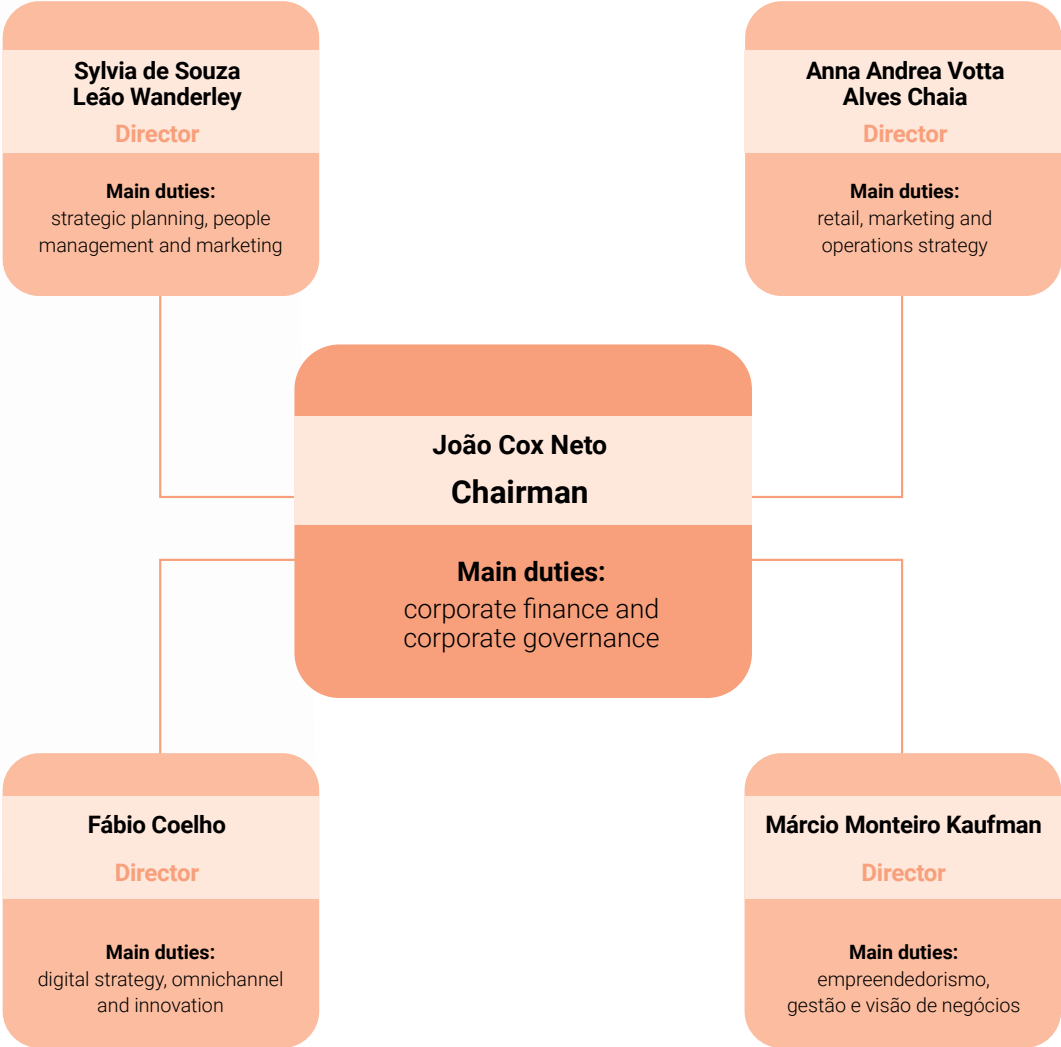 Sylvia de Souza
Leão Wanderley
Director
Main duties:
strategic planning, people
management and marketing
Anna Andrea Votta
Alves Chaia
Director
Main duties:
retail, marketing and
operations strategy
João Cox Neto
Chairman
Main duties:
corporate finance and
corporate governance
Fábio Coelho
Director
Main duties:
digital strategy, omnichannel
and innovation
Márcio Monteiro Kaufman
Director
Main duties:
empreendedorismo,
gestão e visão de negócios